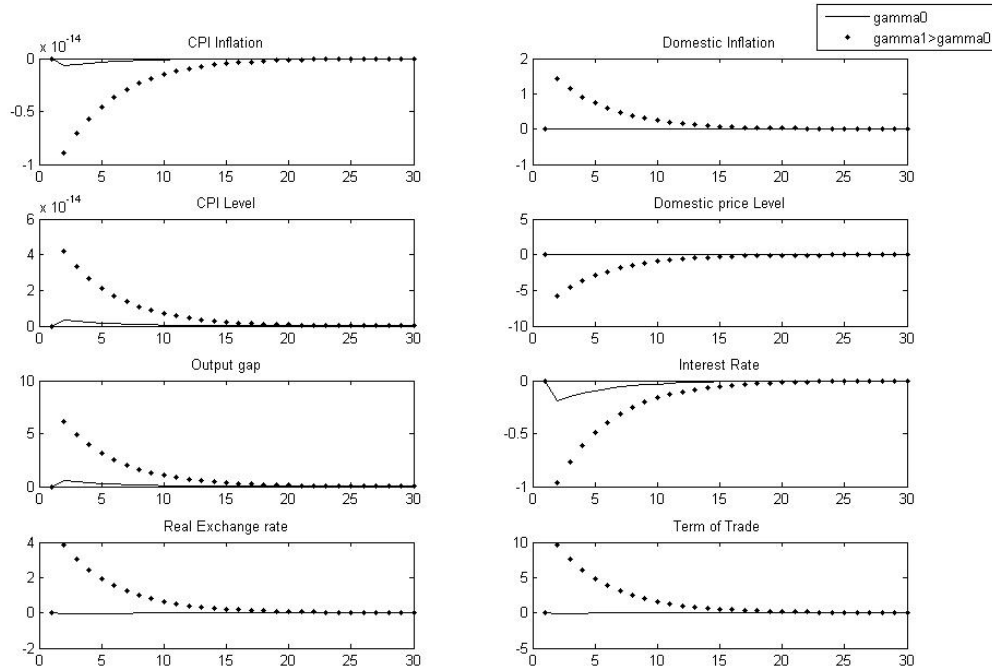 gamma0
gamma1>gamma0
x 10^-14
CPI Inflation
0
-0.5
-1
0 5 10 15 20 25 30
Domestic Inflation
2
1
0
-1
0 5 10 15 20 25 30
x 10^-14
CPI Level
6
4
2
0
0 5 10 15 20 25 30
Domestic price Level
5
0
-5
-10
0 5 10 15 20 25 30
Output gap
10
5
0
0 5 10 15 20 25 30
Interest Rate
0
-0.5
-1
0 5 10 15 20 25 30
Real Exchange rate
4
2
0
-2
0 5 10 15 20 25 30
Term of Trade
10
5
0
-5
0 5 10 15 20 25 30